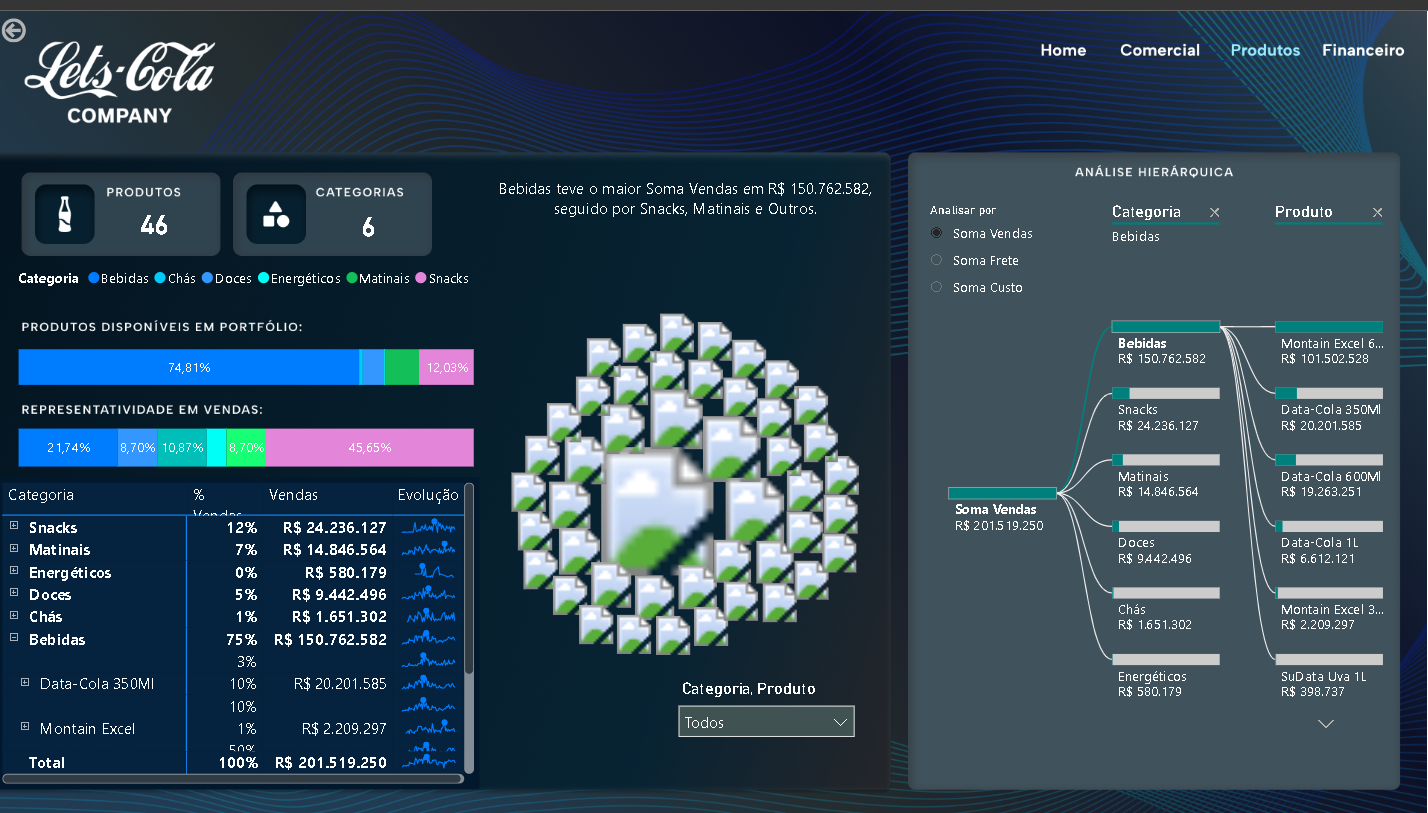 Lets-Cola
COMPANY
Home Comercial Produtos Financeiro
PRODUTOS
46
CATEGORIAS
6
Categoria Bebidas Chás Doces Energéticos Matinais Snacks
PRODUTOS DISPONÍVEIS EM PORTFÓLIO:
74,81% 12,03%
REPRESENTATIVIDADE EM VENDAS:
21,74% 8,70% 10,87% 8,70% 45,65%
Categoria % Vendas Vendas Evolução
Snacks 12% R$ 24.236.127
Matinais 7% R$ 14.846.564
Energéticos 0% R$ 580.179
Doces 5% R$ 9.442.496
Chás 1% R$ 1.651.302
Bebidas 75% R$ 150.762.582
3%
Data-Cola 350Ml 10% R$ 20.201.585
10%
Montain Excel 1% R$ 2.209.297
50%
Total 100% R$ 201.519.250
Bebidas teve o maior Soma Vendas em R$ 150.762.582,
seguido por Snacks, Matinais e Outros.
Categoria, Produto
Todos
ANÁLISE HIERÁRQUICA
Analisar por
Soma Vendas
Soma Frete
Soma Custo
Categoria
Bebidas
Produto
Soma Vendas
R$ 201.519.250
Bebidas
R$ 150.762.582
Snacks
R$ 24.236.127
Matinais
R$ 14.846.564
Doces
R$ 9.442.496
Chás
R$ 1.651.302
Energéticos
R$ 580.179
Montain Excel 6...
R$ 101.502.528
Data-Cola 350Ml
R$ 20.201.585
Data-Cola 600Ml
R$ 19.263.251
Data-Cola 1L
R$ 6.612.121
Montain Excel 3...
R$ 2.209.297
SuData Uva 1L
R$ 398.737